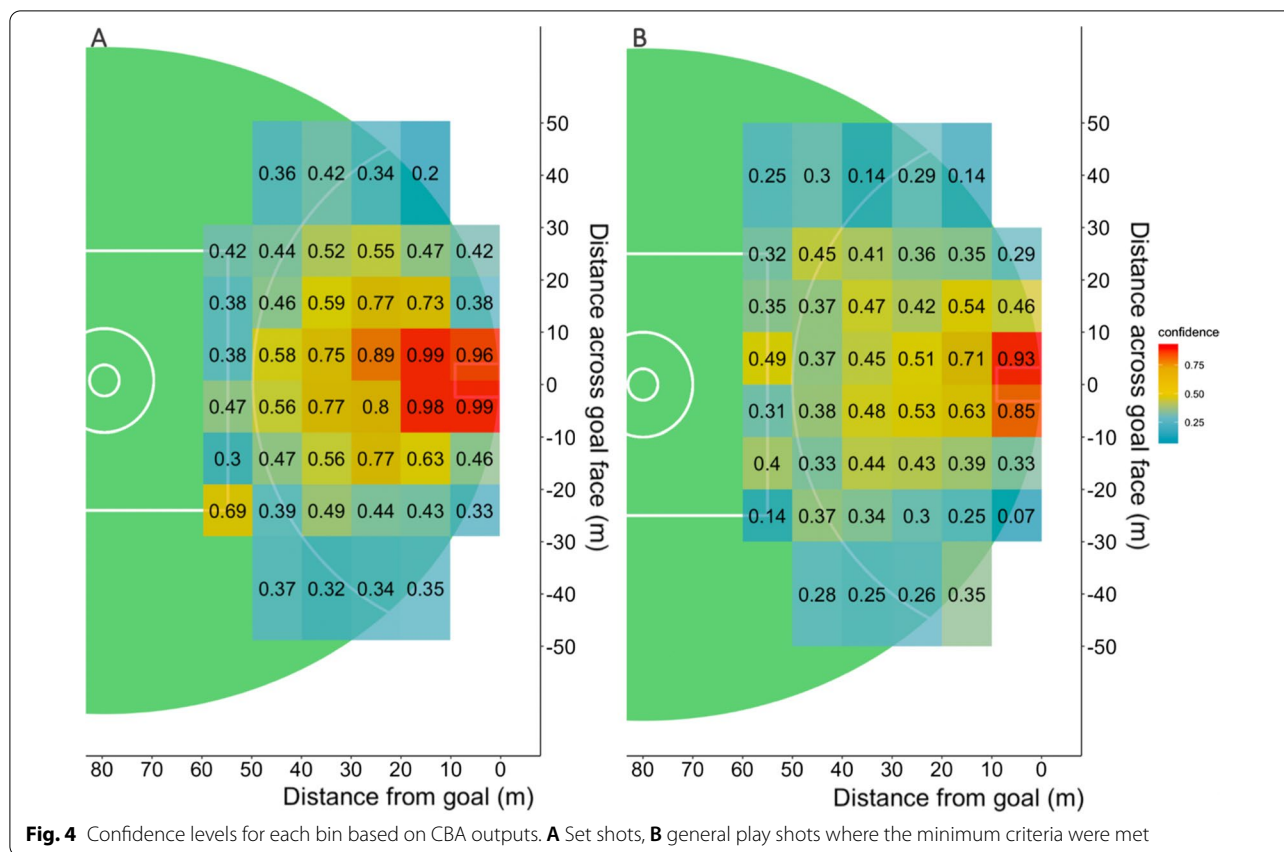 A
B
0.36 0.42 0.34 0.2
0.42 0.44 0.52 0.55 0.47 0.42
0.38 0.46 0.59 0.77 0.73 0.38
0.38 0.58 0.75 0.89 0.99 0.96
0.47 0.56 0.77 0.8 0.98 0.99
0.3 0.47 0.56 0.77 0.63 0.46
0.69 0.39 0.49 0.44 0.43 0.33
0.37 0.32 0.34 0.35
50
40
30
20
10
0
-10
-20
-30
-40
-50
Distance across goal face (m)
80 70 60 50 40 30 20 10 0
Distance from goal (m)
0.25 0.3 0.14 0.29 0.14
0.32 0.45 0.41 0.36 0.35 0.29
0.35 0.37 0.47 0.42 0.54 0.46
0.49 0.37 0.45 0.51 0.71 0.93
0.31 0.38 0.48 0.53 0.63 0.85
0.4 0.33 0.44 0.43 0.39 0.33
0.14 0.37 0.34 0.3 0.25 0.07
0.28 0.25 0.26 0.35
50
40
30
20
10
0
-10
-20
-30
-40
-50
Distance across goal face (m)
80 70 60 50 40 30 20 10 0
Distance from goal (m)
confidence
0.75
0.50
0.25
Fig. 4 Confidence levels for each bin based on CBA outputs. A Set shots, B general play shots where the minimum criteria were met